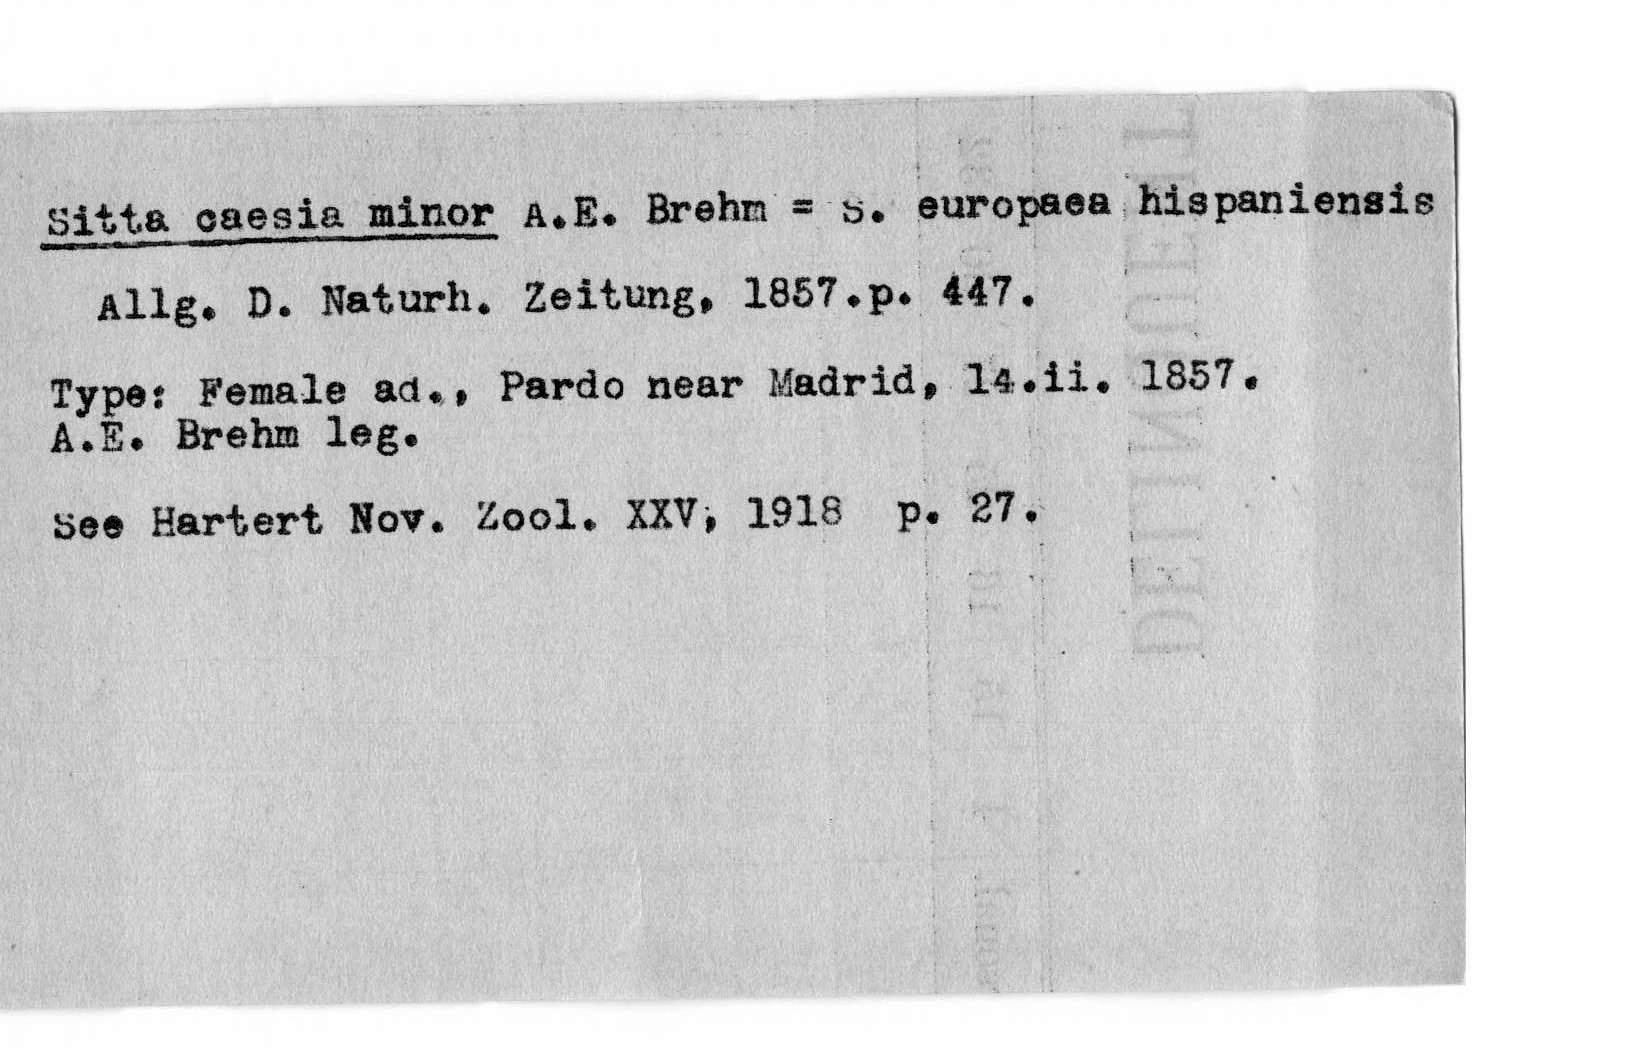 Sitta caesia minor A.E. Brehm = S. europaea hispaniensis
Allg. D. Naturh. Zeitung, 1857.p. 447.
Type: Female ad., Pardo near Madrid, 14.ii. 1857.
A.E. Brehm leg.
See Hartert Nov. Zool. XXV, 1918 p. 27.
DELINQUENT